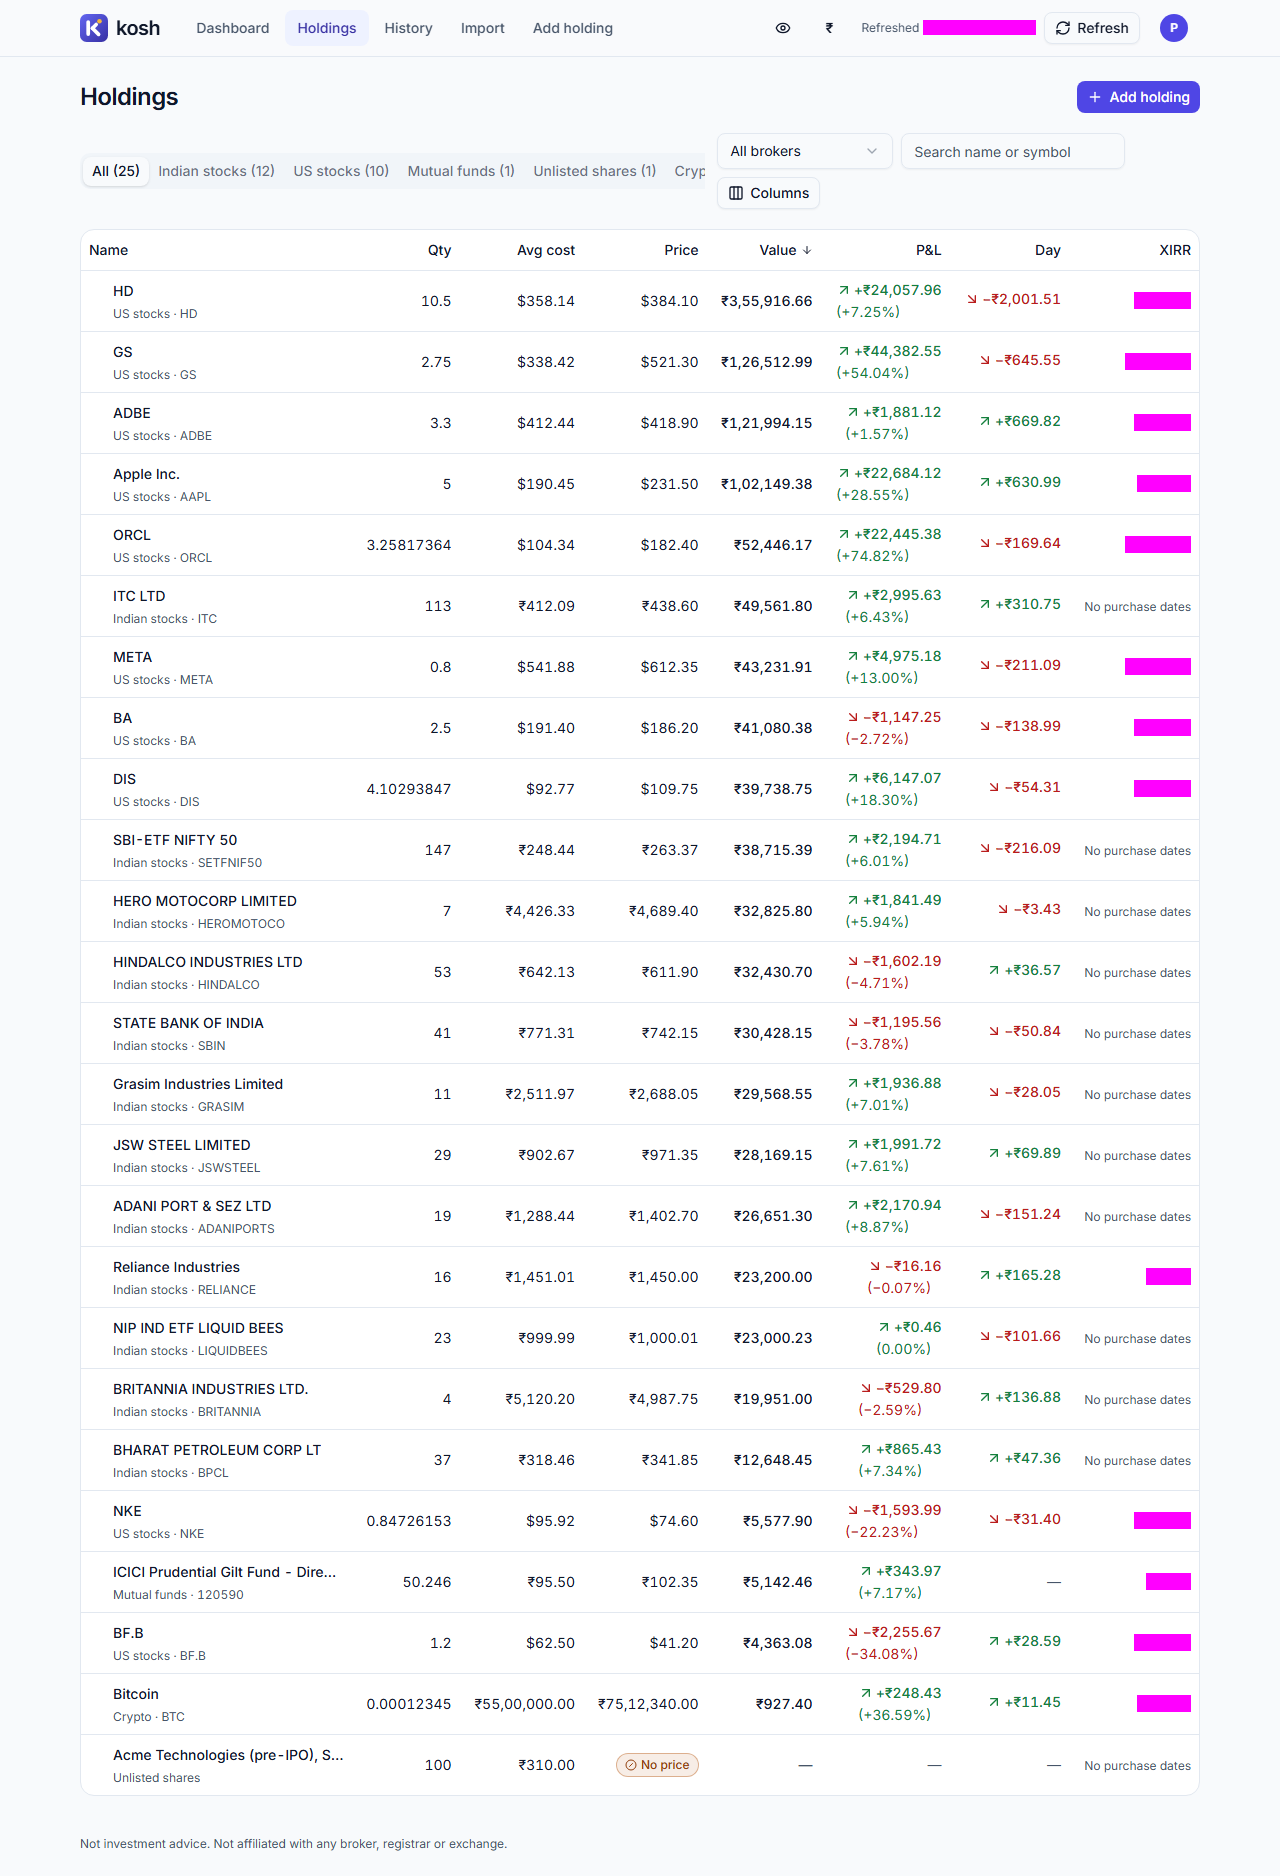 kosh
Dashboard
Holdings
History
Import
Add holding
₹
Refreshed
Refresh
P
Holdings
Add holding
All (25)
Indian stocks (12)
US stocks (10)
Mutual funds (1)
Unlisted shares (1)
Cryp
All brokers
Search name or symbol
Columns
Name Qty Avg cost Price Value ↓ P&L Day XIRR
HD 10.5 $358.14 $384.10 ₹3,55,916.66 +₹24,057.96 −₹2,001.51
US stocks · HD (+7.25%)
GS 2.75 $338.42 $521.30 ₹1,26,512.99 +₹44,382.55 −₹645.55
US stocks · GS (+54.04%)
ADBE 3.3 $412.44 $418.90 ₹1,21,994.15 +₹1,881.12 +₹669.82
US stocks · ADBE (+1.57%)
Apple Inc. 5 $190.45 $231.50 ₹1,02,149.38 +₹22,684.12 +₹630.99
US stocks · AAPL (+28.55%)
ORCL 3.25817364 $104.34 $182.40 ₹52,446.17 +₹22,445.38 −₹169.64
US stocks · ORCL (+74.82%)
ITC LTD 113 ₹412.09 ₹438.60 ₹49,561.80 +₹2,995.63 +₹310.75 No purchase dates
Indian stocks · ITC (+6.43%)
META 0.8 $541.88 $612.35 ₹43,231.91 +₹4,975.18 −₹211.09
US stocks · META (+13.00%)
BA 2.5 $191.40 $186.20 ₹41,080.38 −₹1,147.25 −₹138.99
US stocks · BA (−2.72%)
DIS 4.10293847 $92.77 $109.75 ₹39,738.75 +₹6,147.07 −₹54.31
US stocks · DIS (+18.30%)
SBI-ETF NIFTY 50 147 ₹248.44 ₹263.37 ₹38,715.39 +₹2,194.71 −₹216.09 No purchase dates
Indian stocks · SETFNIF50 (+6.01%)
HERO MOTOCORP LIMITED 7 ₹4,426.33 ₹4,689.40 ₹32,825.80 +₹1,841.49 −₹3.43 No purchase dates
Indian stocks · HEROMOTOCO (+5.94%)
HINDALCO INDUSTRIES LTD 53 ₹642.13 ₹611.90 ₹32,430.70 −₹1,602.19 +₹36.57 No purchase dates
Indian stocks · HINDALCO (−4.71%)
STATE BANK OF INDIA 41 ₹771.31 ₹742.15 ₹30,428.15 −₹1,195.56 −₹50.84 No purchase dates
Indian stocks · SBIN (−3.78%)
Grasim Industries Limited 11 ₹2,511.97 ₹2,688.05 ₹29,568.55 +₹1,936.88 −₹28.05 No purchase dates
Indian stocks · GRASIM (+7.01%)
JSW STEEL LIMITED 29 ₹902.67 ₹971.35 ₹28,169.15 +₹1,991.72 +₹69.89 No purchase dates
Indian stocks · JSWSTEEL (+7.61%)
ADANI PORT & SEZ LTD 19 ₹1,288.44 ₹1,402.70 ₹26,651.30 +₹2,170.94 −₹151.24 No purchase dates
Indian stocks · ADANIPORTS (+8.87%)
Reliance Industries 16 ₹1,451.01 ₹1,450.00 ₹23,200.00 −₹16.16 +₹165.28
Indian stocks · RELIANCE (−0.07%)
NIP IND ETF LIQUID BEES 23 ₹999.99 ₹1,000.01 ₹23,000.23 +₹0.46 −₹101.66 No purchase dates
Indian stocks · LIQUIDBEES (0.00%)
BRITANNIA INDUSTRIES LTD. 4 ₹5,120.20 ₹4,987.75 ₹19,951.00 −₹529.80 +₹136.88 No purchase dates
Indian stocks · BRITANNIA (−2.59%)
BHARAT PETROLEUM CORP LT 37 ₹318.46 ₹341.85 ₹12,648.45 +₹865.43 +₹47.36 No purchase dates
Indian stocks · BPCL (+7.34%)
NKE 0.84726153 $95.92 $74.60 ₹5,577.90 −₹1,593.99 −₹31.40
US stocks · NKE (−22.23%)
ICICI Prudential Gilt Fund - Dire... 50.246 ₹95.50 ₹102.35 ₹5,142.46 +₹343.97 —
Mutual funds · 120590 (+7.17%)
BF.B 1.2 $62.50 $41.20 ₹4,363.08 −₹2,255.67 +₹28.59
US stocks · BF.B (−34.08%)
Bitcoin 0.00012345 ₹55,00,000.00 ₹75,12,340.00 ₹927.40 +₹248.43 +₹11.45
Crypto · BTC (+36.59%)
Acme Technologies (pre-IPO), S... 100 ₹310.00 No price — — — No purchase dates
Unlisted shares
Not investment advice. Not affiliated with any broker, registrar or exchange.